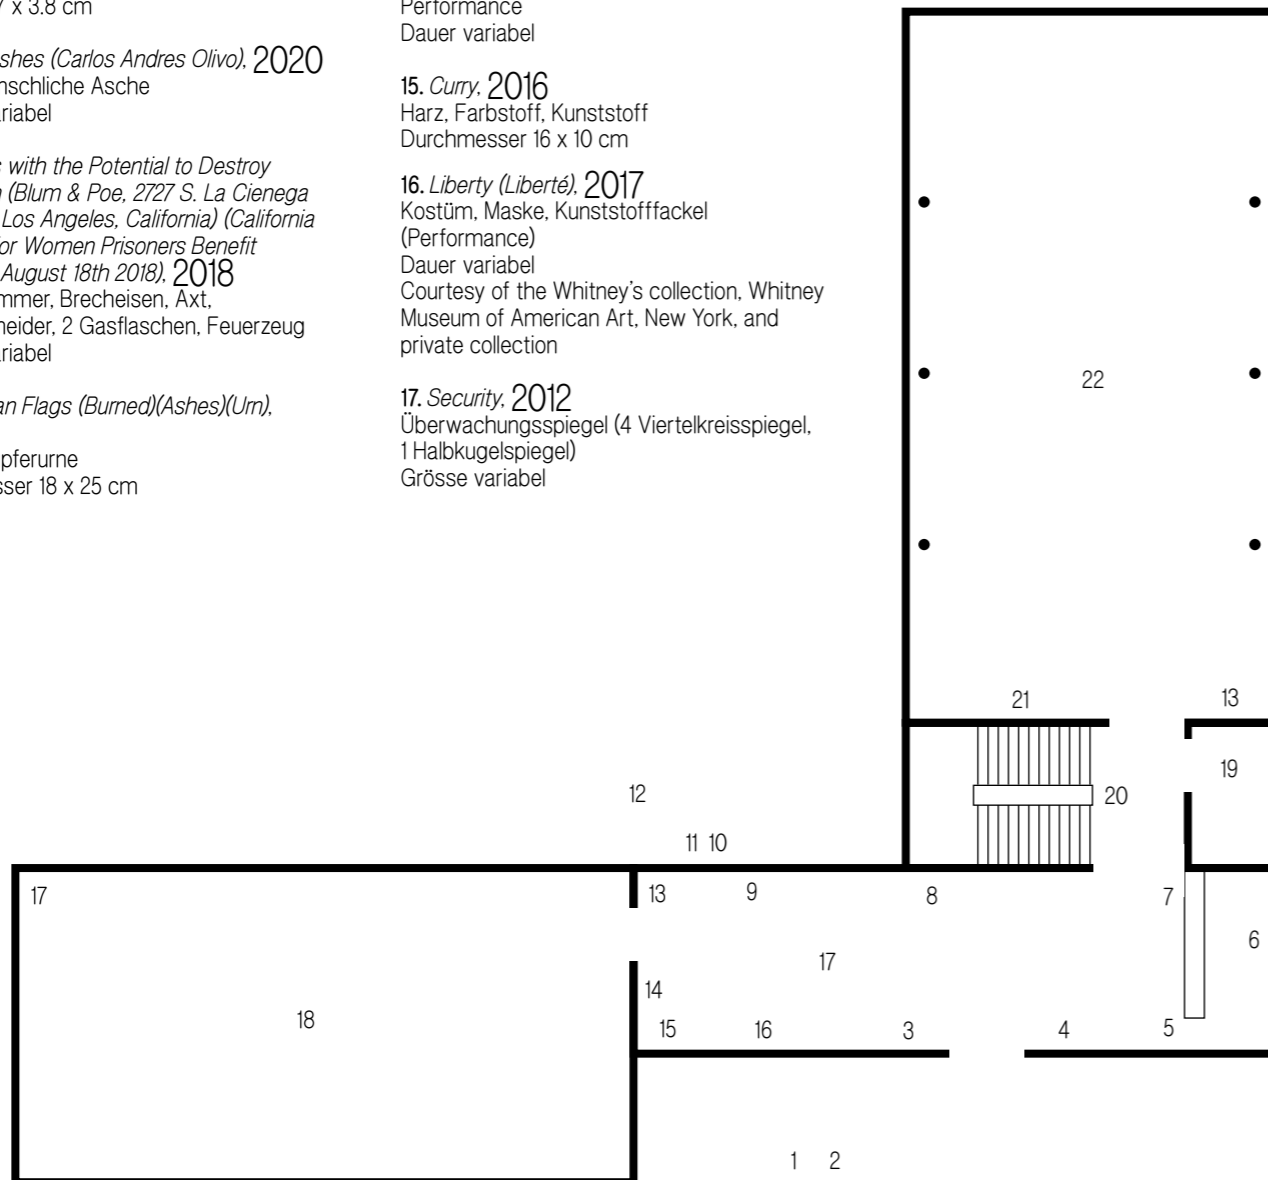 7 x 3.8 cm
shes (Carlos Andres Olivo), 2020
nschliche Asche
ariabel
with the Potential to Destroy
(Blum & Poe, 2727 S. La Cienega
Los Angeles, California) (California
for Women Prisoners Benefit
August 18th 2018), 2018
mmer, Brecheisen, Axt,
neider, 2 Gasflaschen, Feuerzeug
ariabel
an Flags (Burned)(Ashes)(Urn),
pferurne
sser 18 x 25 cm
Performance
Dauer variabel
15. Curry, 2016
Harz, Farbstoff, Kunststoff
Durchmesser 16 x 10 cm
16. Liberty (Liberté), 2017
Kostüm, Maske, Kunststofffackel
(Performance)
Dauer variabel
Courtesy of the Whitney's collection, Whitney
Museum of American Art, New York, and
private collection
17. Security, 2012
Überwachungsspiegel (4 Viertelkreisspiegel,
1 Halbkugelspiegel)
Grösse variabel
22
21
13
19
20
12
11 10
17
13
9
8
7
6
17
14
18
15
16
3
4
5
1
2